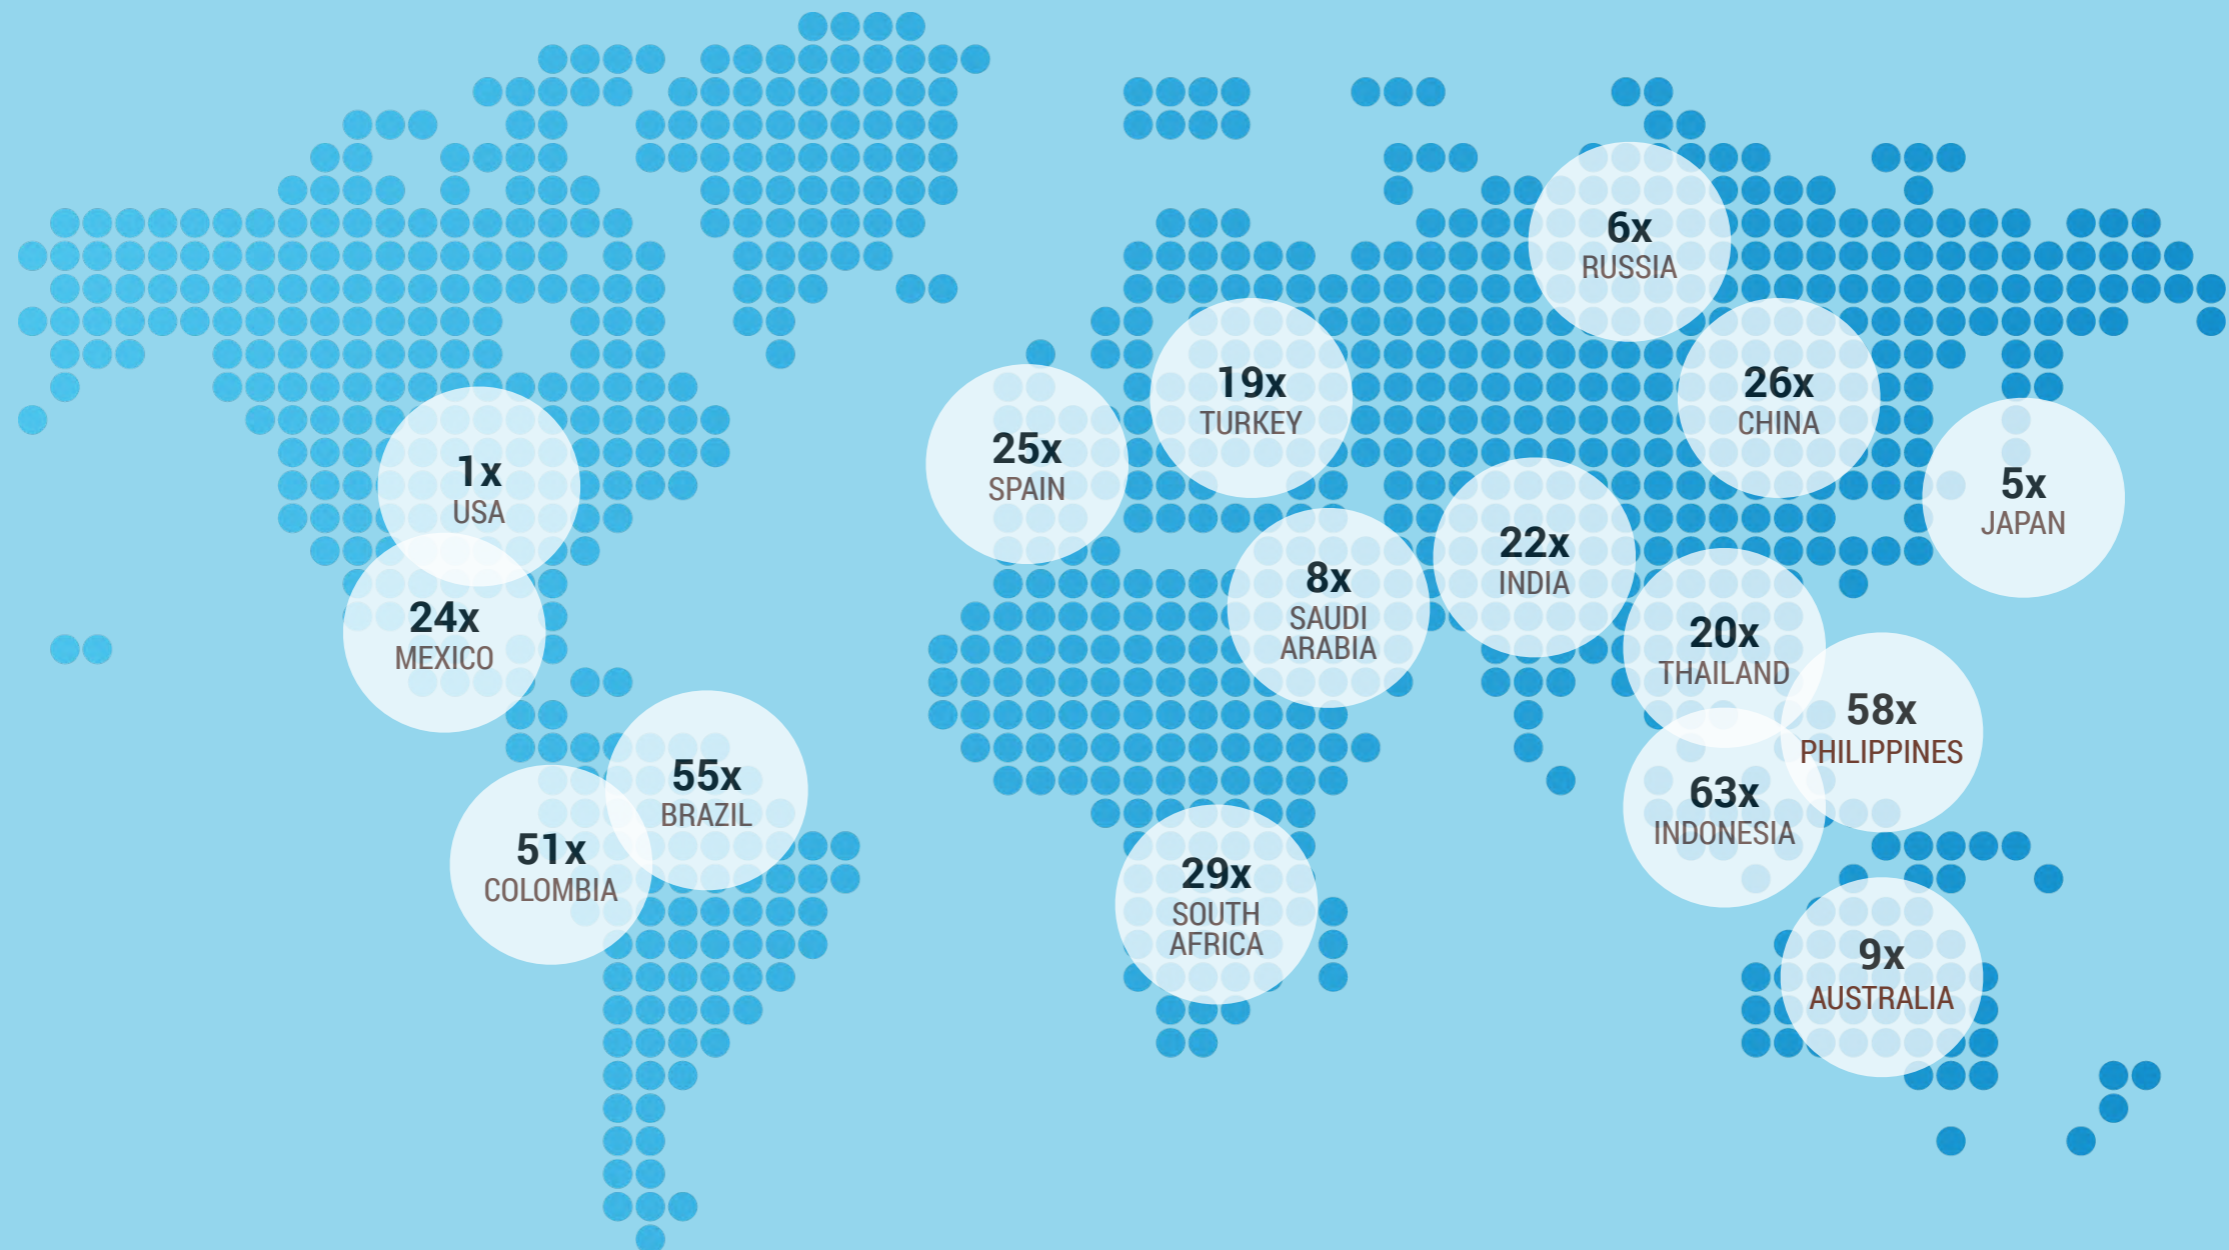 6x
RUSSIA
19x
TURKEY
26x
CHINA
25x
SPAIN
1x
USA
5x
JAPAN
22x
INDIA
8x
SAUDI
ARABIA
24x
MEXICO
20x
THAILAND
58x
PHILIPPINES
55x
BRAZIL
63x
INDONESIA
51x
COLOMBIA
29x
SOUTH
AFRICA
9x
AUSTRALIA